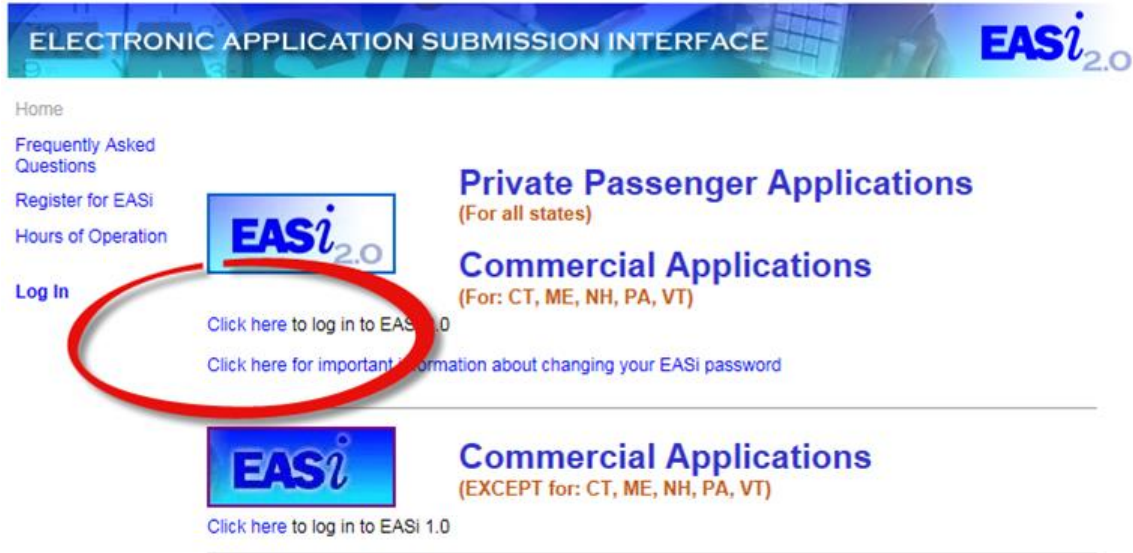 ELECTRONIC APPLICATION SUBMISSION INTERFACE
EASi 2.0
Home
Frequently Asked
Questions
Register for EASi
Hours of Operation
Log In
EASi 2.0
Private Passenger Applications
(For all states)
Commercial Applications
(For: CT, ME, NH, PA, VT)
Click here to log in to EASi 2.0
Click here for important information about changing your EASi password
EASi
Commercial Applications
(EXCEPT for: CT, ME, NH, PA, VT)
Click here to log in to EASi 1.0